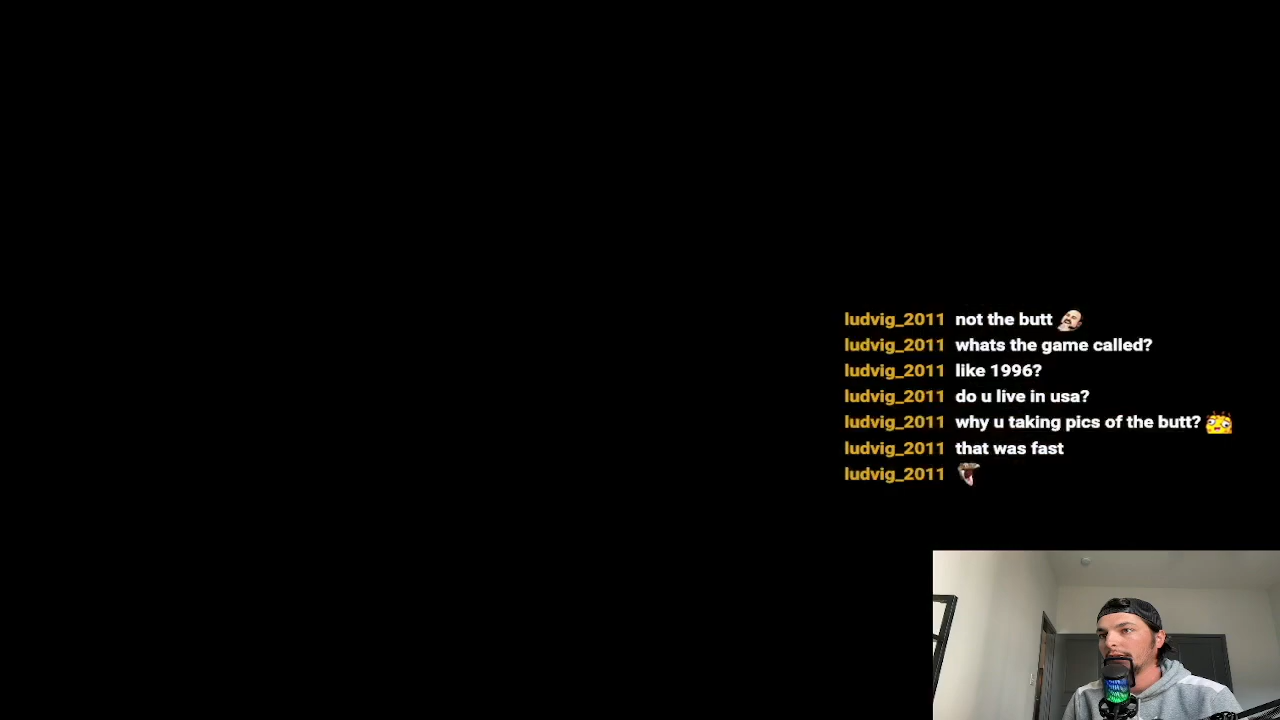 ludvig_2011 not the butt
ludvig_2011 whats the game called?
ludvig_2011 like 1996?
ludvig_2011 do u live in usa?
ludvig_2011 why u taking pics of the butt?
ludvig_2011 that was fast
ludvig_2011